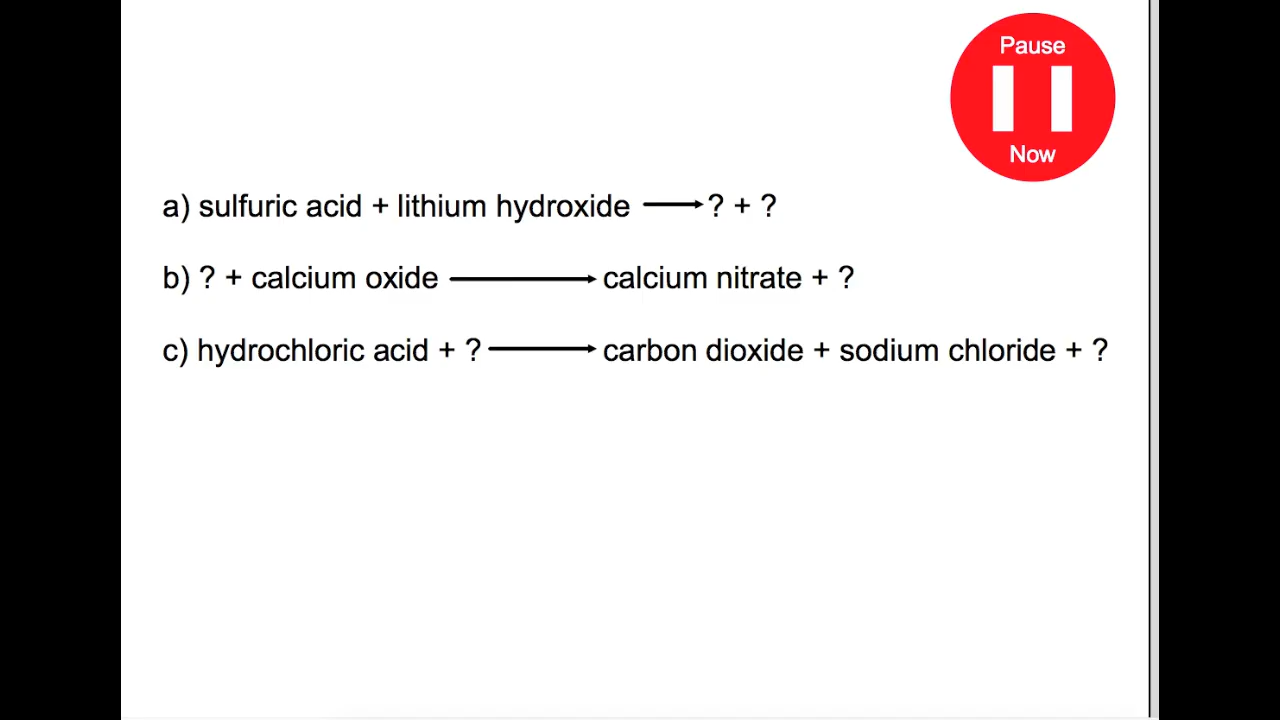 Pause
Now
a) sulfuric acid + lithium hydroxide ⟶ ? + ?
b) ? + calcium oxide ⟶ calcium nitrate + ?
c) hydrochloric acid + ? ⟶ carbon dioxide + sodium chloride + ?